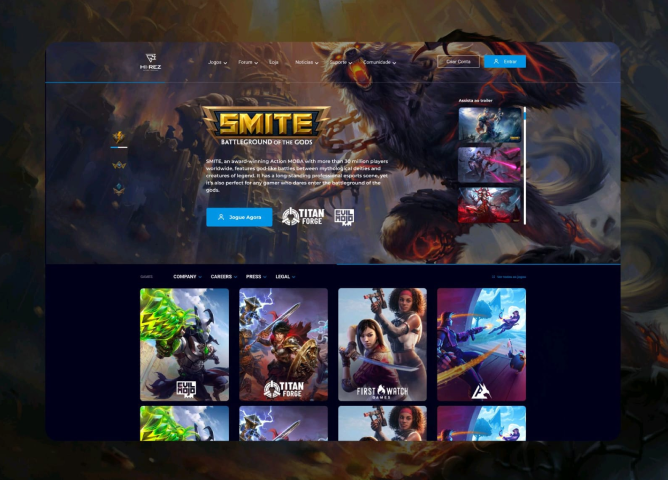 HI-REZ
Jogos
Forum
Loja
Notícias
Suporte
Comunidade
Criar Conta
Entrar
SMITE
BATTLEGROUND OF THE GODS
SMITE, an award-winning Action MOBA with more than 30 million players
worldwide, features god-like battles between mythological deities and
creatures of legend. It has a long-standing professional esports scene, yet
it's also perfect for any gamer who dares enter the battleground of the
gods.
Jogue Agora
TITAN
FORGE
EVIL
MOJO
Assista ao trailer
GAMES
COMPANY
CAREERS
PRESS
LEGAL
EVIL
MOJO
TITAN
FORGE
FIRST WATCH
GAMES